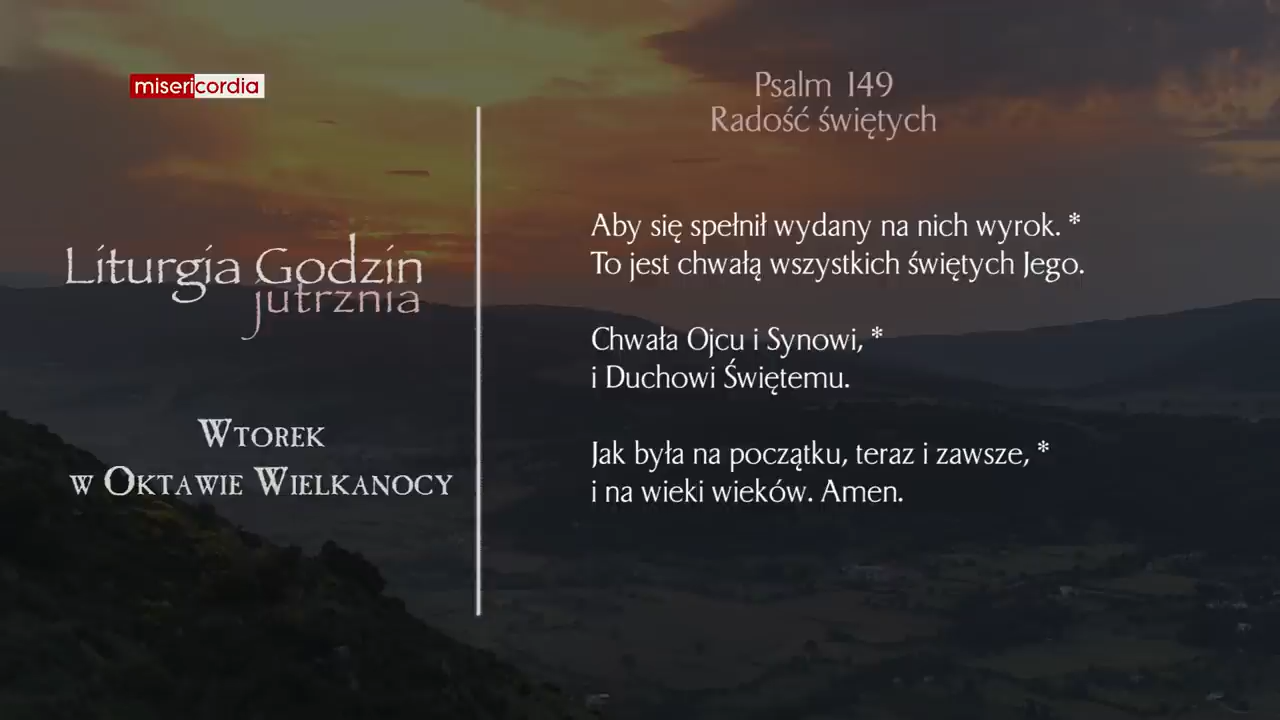 misericordia
Liturgia Godzin
jutrznia
Wtorek
w Oktawie Wielkanocy
Psalm 149
Radość świętych
Aby się spełnił wydany na nich wyrok. *
To jest chwałą wszystkich świętych Jego.
Chwała Ojcu i Synowi, *
i Duchowi Świętemu.
Jak była na początku, teraz i zawsze, *
i na wieki wieków. Amen.